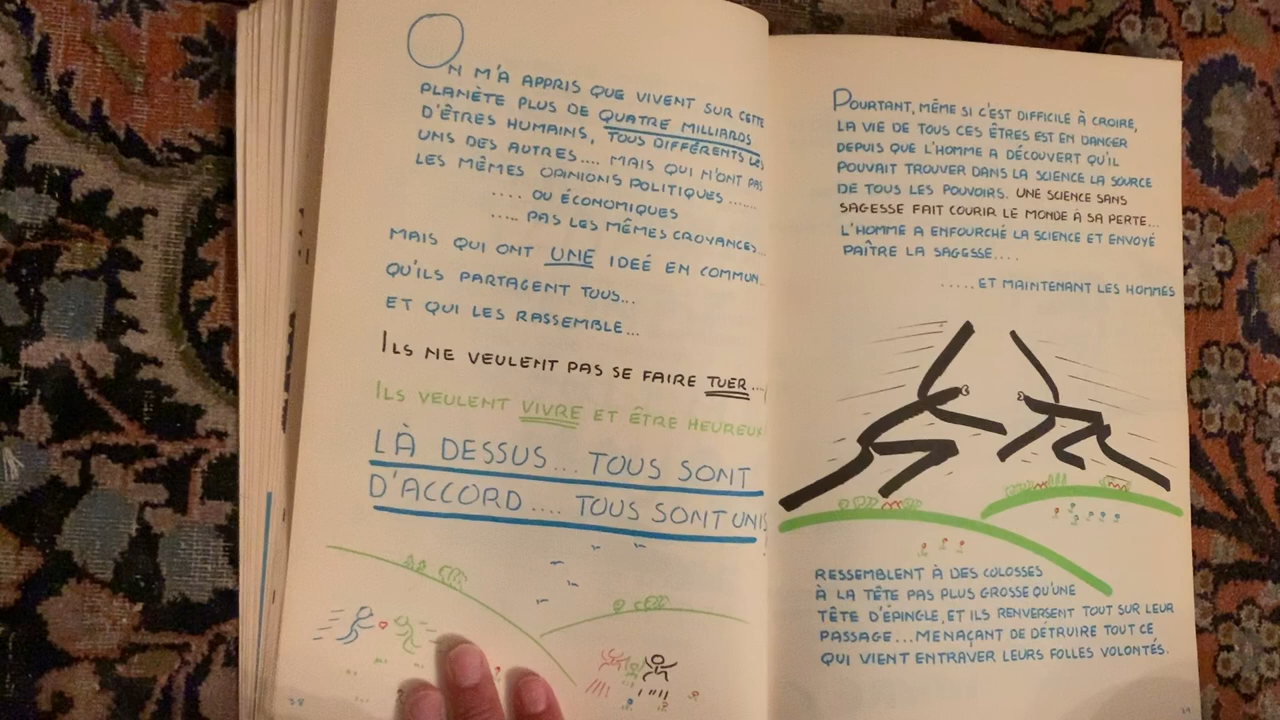 ON M'A APPRIS QUE VIVENT SUR CETTE
PLANÈTE PLUS DE QUATRE MILLIARDS
D'ÊTRES HUMAINS, TOUS DIFFÉRENTS LES
UNS DES AUTRES.... MAIS QUI N'ONT PAS
LES MÊMES OPINIONS POLITIQUES ......
.... OU ÉCONOMIQUES
..... PAS LES MÊMES CROYANCES...
MAIS QUI ONT UNE IDEÉ EN COMMUN..
QU'ILS PARTAGENT TOUS...
ET QUI LES RASSEMBLE...
ILS NE VEULENT PAS SE FAIRE TUER....
ILS VEULENT VIVRE ET ÊTRE HEUREUX
LÀ DESSUS... TOUS SONT
D'ACCORD.... TOUS SONT UNIS
28
POURTANT, MÊME SI C'EST DIFFICILE À CROIRE,
LA VIE DE TOUS CES ÊTRES EST EN DANGER
DEPUIS QUE L'HOMME A DÉCOUVERT QU'IL
POUVAIT TROUVER DANS LA SCIENCE LA SOURCE
DE TOUS LES POUVOIRS. UNE SCIENCE SANS
SAGESSE FAIT COURIR LE MONDE À SA PERTE...
L'HOMME A ENFOURCHÉ LA SCIENCE ET ENVOYÉ
PAÎTRE LA SAGESSE....
.....ET MAINTENANT LES HOMMES
RESSEMBLENT À DES COLOSSES
À LA TÊTE PAS PLUS GROSSE QU'UNE
TÊTE D'ÉPINGLE, ET ILS RENVERSENT TOUT SUR LEUR
PASSAGE...MENAÇANT DE DÉTRUIRE TOUT CE
QUI VIENT ENTRAVER LEURS FOLLES VOLONTÉS.
29